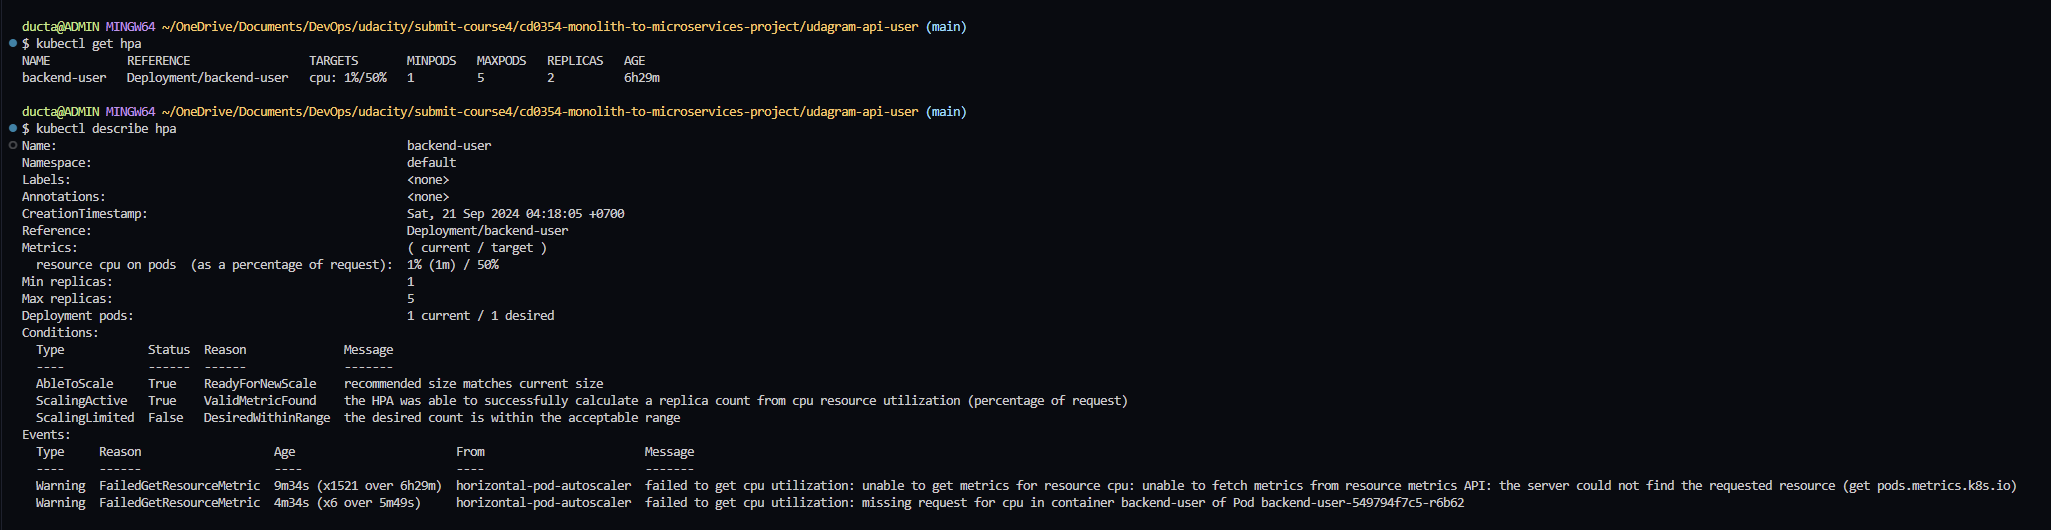 ducta@ADMIN MINGW64 ~/OneDrive/Documents/DevOps/udacity/submit-course4/cd0354-monolith-to-microservices-project/udagram-api-user (main)
$ kubectl get hpa
NAME           REFERENCE                 TARGETS       MINPODS   MAXPODS   REPLICAS   AGE
backend-user   Deployment/backend-user   cpu: 1%/50%   1         5         2          6h29m
ducta@ADMIN MINGW64 ~/OneDrive/Documents/DevOps/udacity/submit-course4/cd0354-monolith-to-microservices-project/udagram-api-user (main)
$ kubectl describe hpa
Name:                                                  backend-user
Namespace:                                             default
Labels:                                                <none>
Annotations:                                           <none>
CreationTimestamp:                                     Sat, 21 Sep 2024 04:18:05 +0700
Reference:                                             Deployment/backend-user
Metrics:                                               ( current / target )
  resource cpu on pods  (as a percentage of request):  1% (1m) / 50%
Min replicas:                                          1
Max replicas:                                          5
Deployment pods:                                       1 current / 1 desired
Conditions:
  Type            Status  Reason              Message
  ----            ------  ------              -------
  AbleToScale     True    ReadyForNewScale    recommended size matches current size
  ScalingActive   True    ValidMetricFound    the HPA was able to successfully calculate a replica count from cpu resource utilization (percentage of request)
  ScalingLimited  False   DesiredWithinRange  the desired count is within the acceptable range
Events:
  Type     Reason                   Age                      From                       Message
  ----     ------                   ----                     ----                       -------
  Warning  FailedGetResourceMetric  9m34s (x1521 over 6h29m)  horizontal-pod-autoscaler  failed to get cpu utilization: unable to get metrics for resource cpu: unable to fetch metrics from resource metrics API: the server could not find the requested resource (get pods.metrics.k8s.io)
  Warning  FailedGetResourceMetric  4m34s (x6 over 5m49s)     horizontal-pod-autoscaler  failed to get cpu utilization: missing request for cpu in container backend-user of Pod backend-user-549794f7c5-r6b62